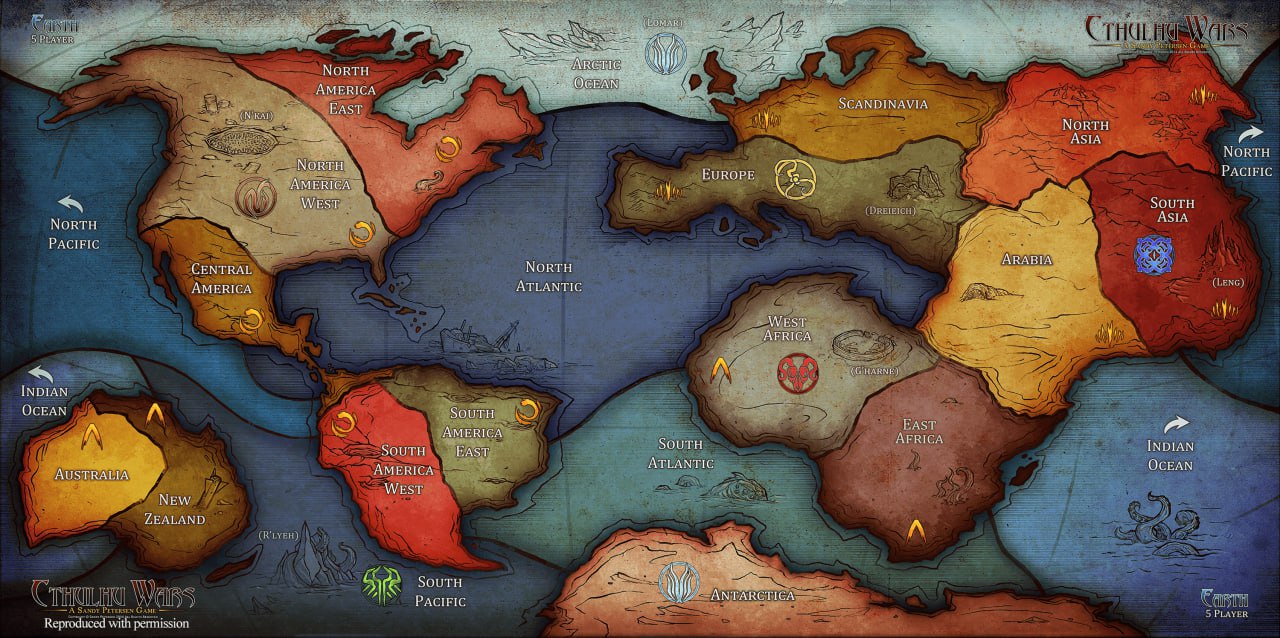 Earth
5 Player
(Lomar)
Arctic
Ocean
Cthulhu Wars
A Sandy Petersen Game
North
America
East
(N'kai)
North
America
West
Scandinavia
North
Asia
North
Pacific
Europe
(Dreieich)
South
Asia
North
Pacific
Central
America
North
Atlantic
Arabia
(Leng)
West
Africa
(G'harne)
Indian
Ocean
South
America
East
East
Africa
South
America
West
South
Atlantic
Indian
Ocean
Australia
New
Zealand
(R'lyeh)
South
Pacific
Antarctica
Cthulhu Wars
A Sandy Petersen Game
Reproduced with permission
Earth
5 Player